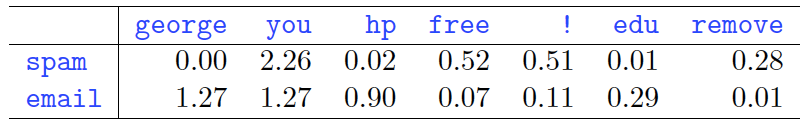 george you hp free ! edu remove
spam 0.00 2.26 0.02 0.52 0.51 0.01 0.28
email 1.27 1.27 0.90 0.07 0.11 0.29 0.01